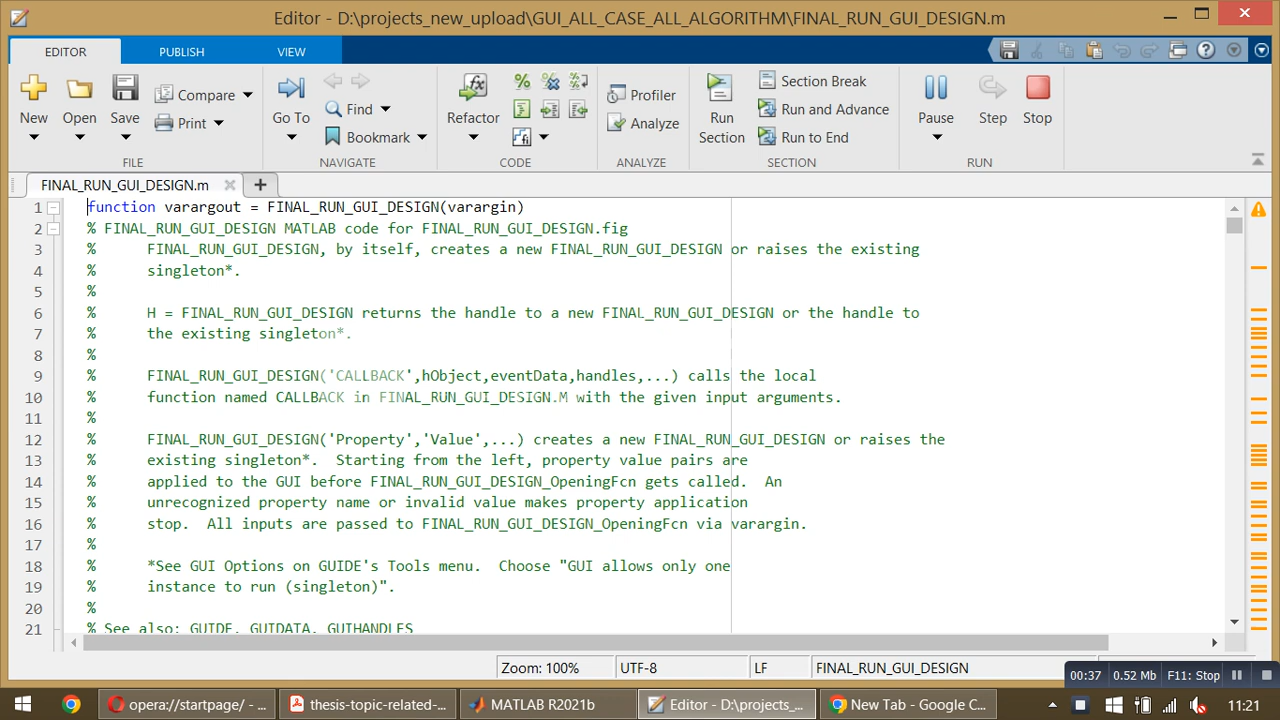 Editor - D:\projects_new_upload\GUI_ALL_CASE_ALL_ALGORITHM\FINAL_RUN_GUI_DESIGN.m
EDITOR PUBLISH VIEW
New Open Save Compare Print FILE
Go To Find Bookmark NAVIGATE
Refactor CODE
Profiler Analyze ANALYZE
Run Section Section Break Run and Advance Run to End SECTION
Pause Step Stop RUN
FINAL_RUN_GUI_DESIGN.m
1 function varargout = FINAL_RUN_GUI_DESIGN(varargin)
2 % FINAL_RUN_GUI_DESIGN MATLAB code for FINAL_RUN_GUI_DESIGN.fig
3 % FINAL_RUN_GUI_DESIGN, by itself, creates a new FINAL_RUN_GUI_DESIGN or raises the existing
4 % singleton*.
5 %
6 % H = FINAL_RUN_GUI_DESIGN returns the handle to a new FINAL_RUN_GUI_DESIGN or the handle to
7 % the existing singleton*.
8 %
9 % FINAL_RUN_GUI_DESIGN('CALLBACK',hObject,eventData,handles,...) calls the local
10 % function named CALLBACK in FINAL_RUN_GUI_DESIGN.M with the given input arguments.
11 %
12 % FINAL_RUN_GUI_DESIGN('Property','Value',...) creates a new FINAL_RUN_GUI_DESIGN or raises the
13 % existing singleton*.  Starting from the left, property value pairs are
14 % applied to the GUI before FINAL_RUN_GUI_DESIGN_OpeningFcn gets called.  An
15 % unrecognized property name or invalid value makes property application
16 % stop.  All inputs are passed to FINAL_RUN_GUI_DESIGN_OpeningFcn via varargin.
17 %
18 % *See GUI Options on GUIDE's Tools menu.  Choose "GUI allows only one
19 % instance to run (singleton)".
20 %
21 % See also: GUIDE, GUIDATA, GUIHANDLES
Zoom: 100% UTF-8 LF FINAL_RUN_GUI_DESIGN
00:37 0.52 Mb F11: Stop
opera://startpage/ - ... thesis-topic-related-... MATLAB R2021b Editor - D:\projects_... New Tab - Google C... 11:21